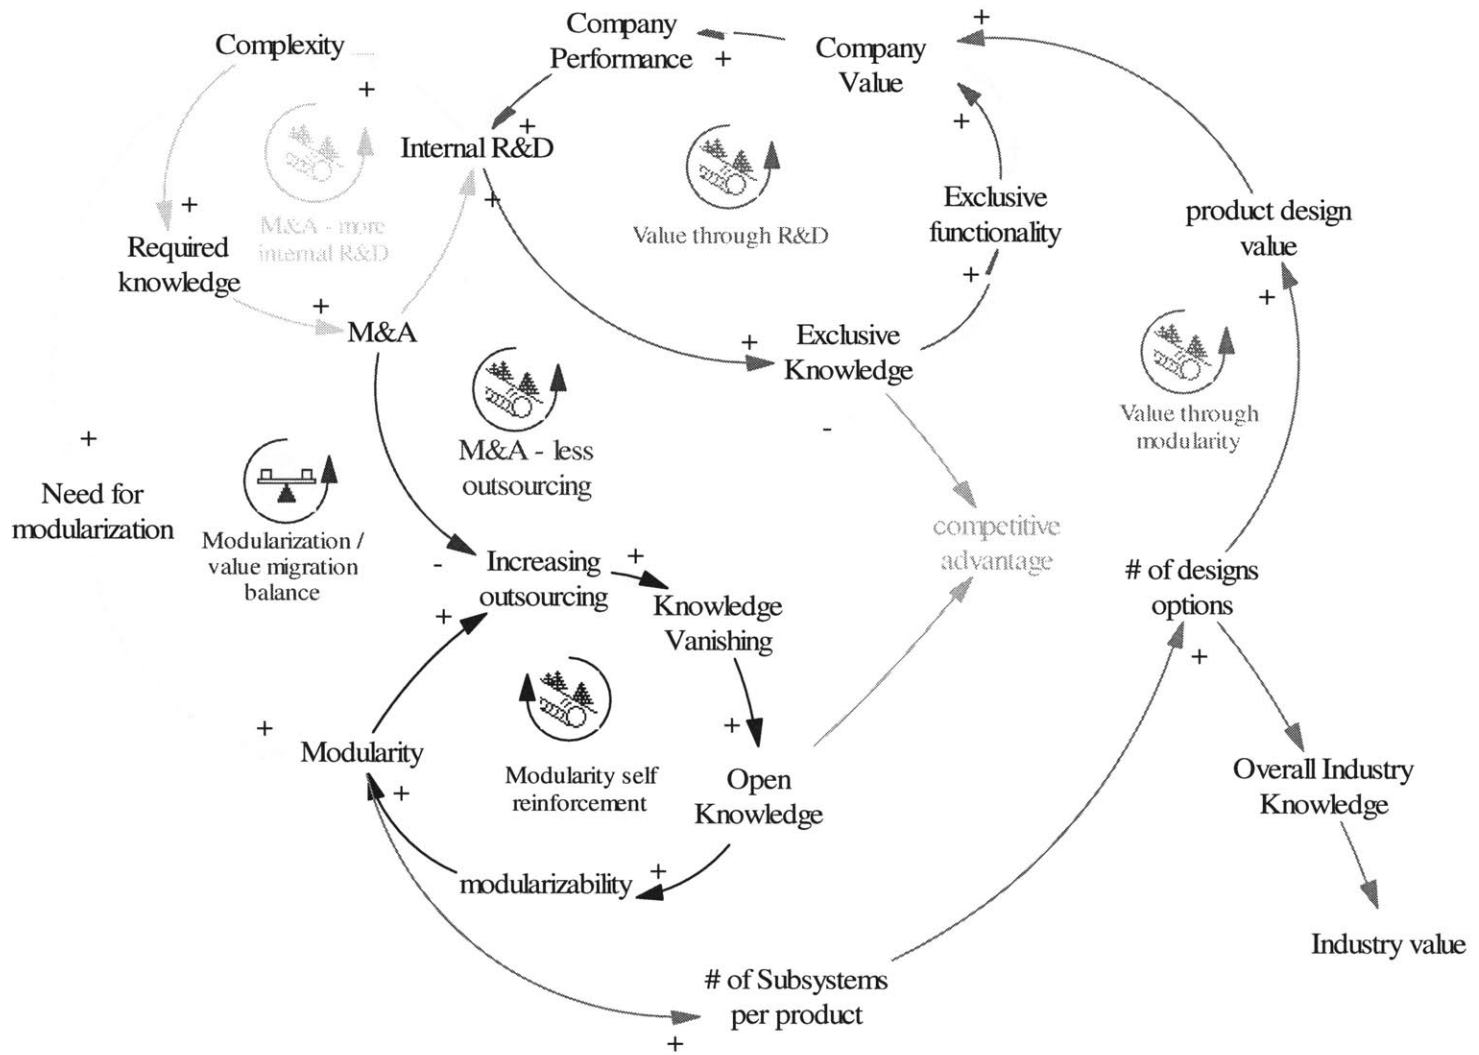 Complexity
+
Company
Performance
+
Company
Value
+
Internal R&D
+
+
+
Exclusive
functionality
+
product design
value
+
+
Required
knowledge
M&A - more
internal R&D
Value through R&D
+
M&A
+
Exclusive
Knowledge
-
Value through
modularity
M&A - less
outsourcing
+
Need for
modularization
Modularization /
value migration
balance
-
Increasing
outsourcing
+
+
Knowledge
Vanishing
competitive
advantage
# of designs
options
+
+
Modularity
+
Modularity self
reinforcement
+
Open
Knowledge
Overall Industry
Knowledge
modularizability
+
Industry value
# of Subsystems
per product
+